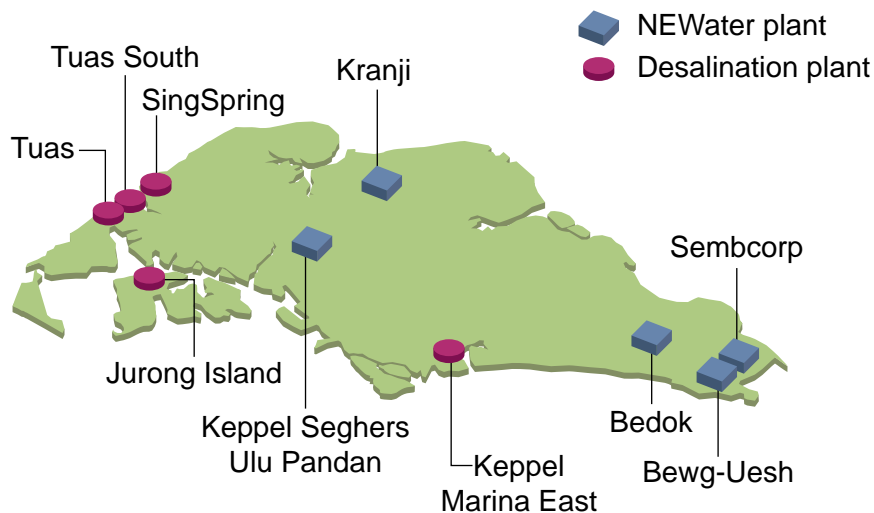 NEWater plant
Desalination plant
Tuas South
SingSpring
Tuas
Kranji
Sembcorp
Jurong Island
Keppel Seghers
Ulu Pandan
Keppel
Marina East
Bedok
Bewg-Uesh